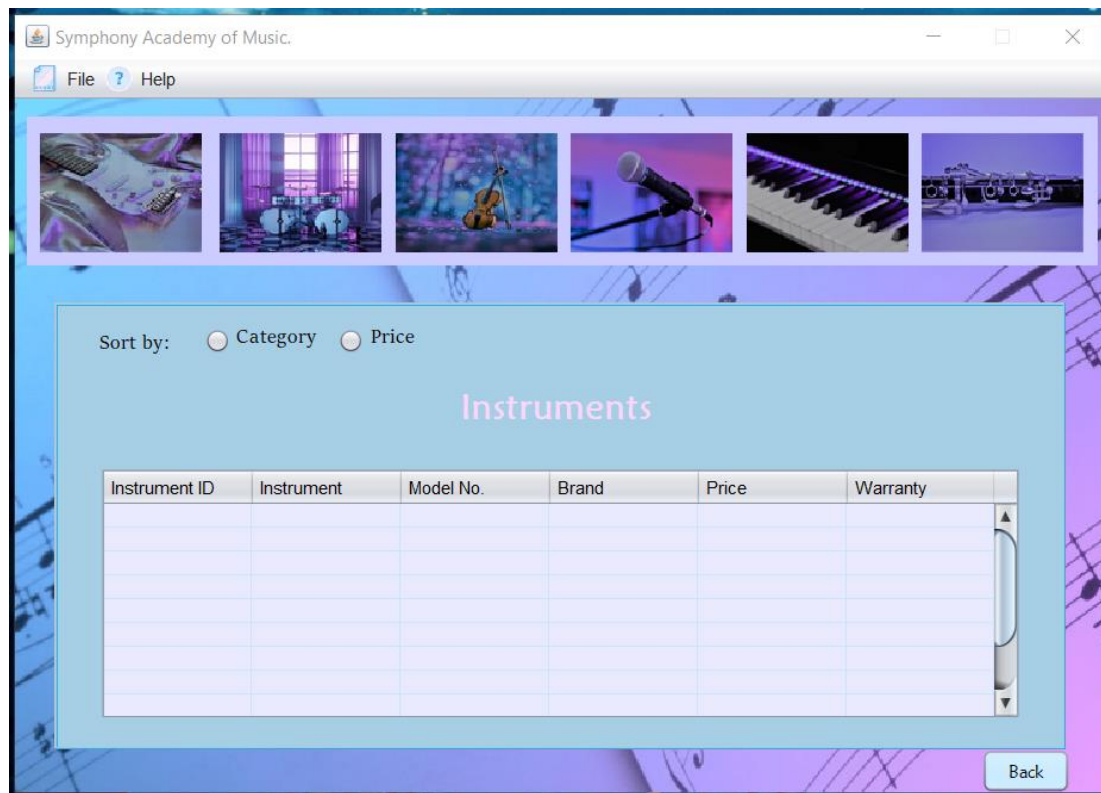 Symphony Academy of Music.
File ? Help
Sort by: Category Price
Instruments
Instrument ID Instrument Model No. Brand Price Warranty
Back